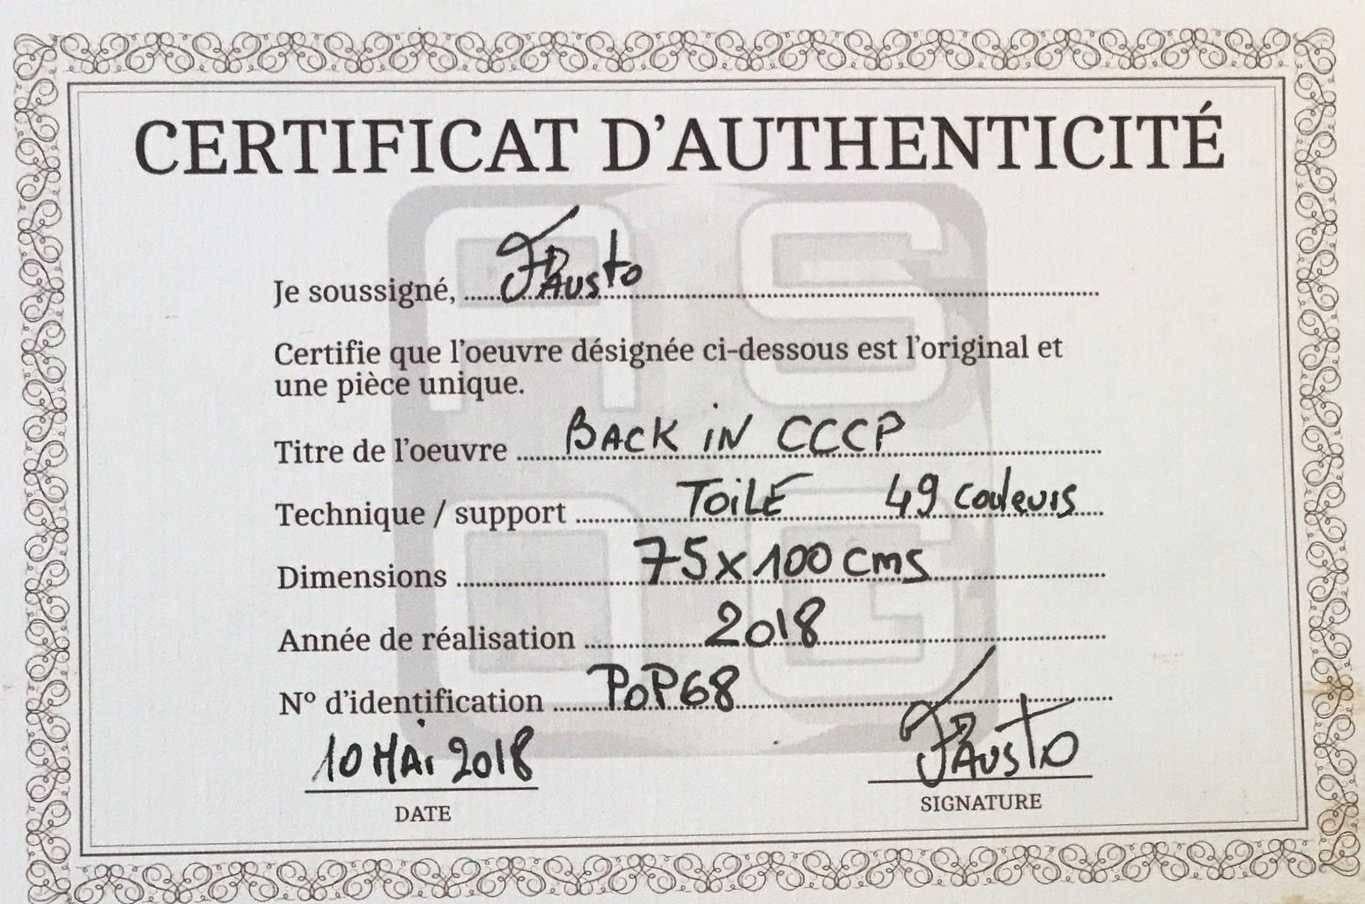 CERTIFICAT D'AUTHENTICITÉ
Je soussigné, Fausto
Certifie que l'oeuvre désignée ci-dessous est l'original et
une pièce unique.
Titre de l'oeuvre BACK iN CCCP
Technique / support TOiLE 49 couleurs
Dimensions 75x100 cms
Année de réalisation 2018
N° d'identification POP68
10 MAi 2018
Fausto
DATE
SIGNATURE